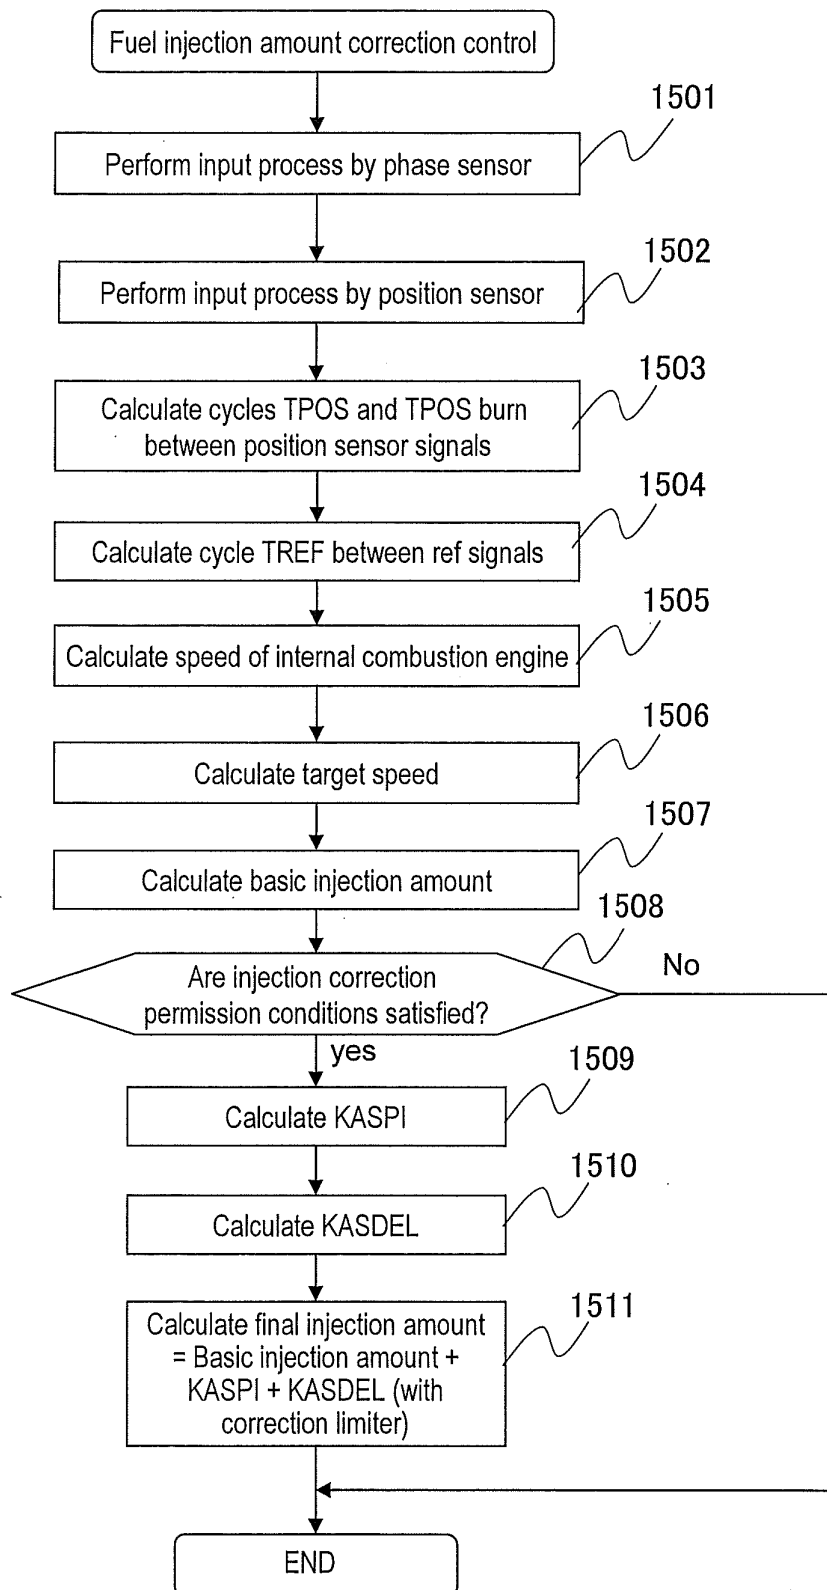 Fuel injection amount correction control
1501
Perform input process by phase sensor
1502
Perform input process by position sensor
1503
Calculate cycles TPOS and TPOS burn
between position sensor signals
1504
Calculate cycle TREF between ref signals
1505
Calculate speed of internal combustion engine
1506
Calculate target speed
1507
Calculate basic injection amount
1508
Are injection correction
permission conditions satisfied?
No
yes
1509
Calculate KASPI
1510
Calculate KASDEL
1511
Calculate final injection amount
= Basic injection amount +
KASPI + KASDEL (with
correction limiter)
END